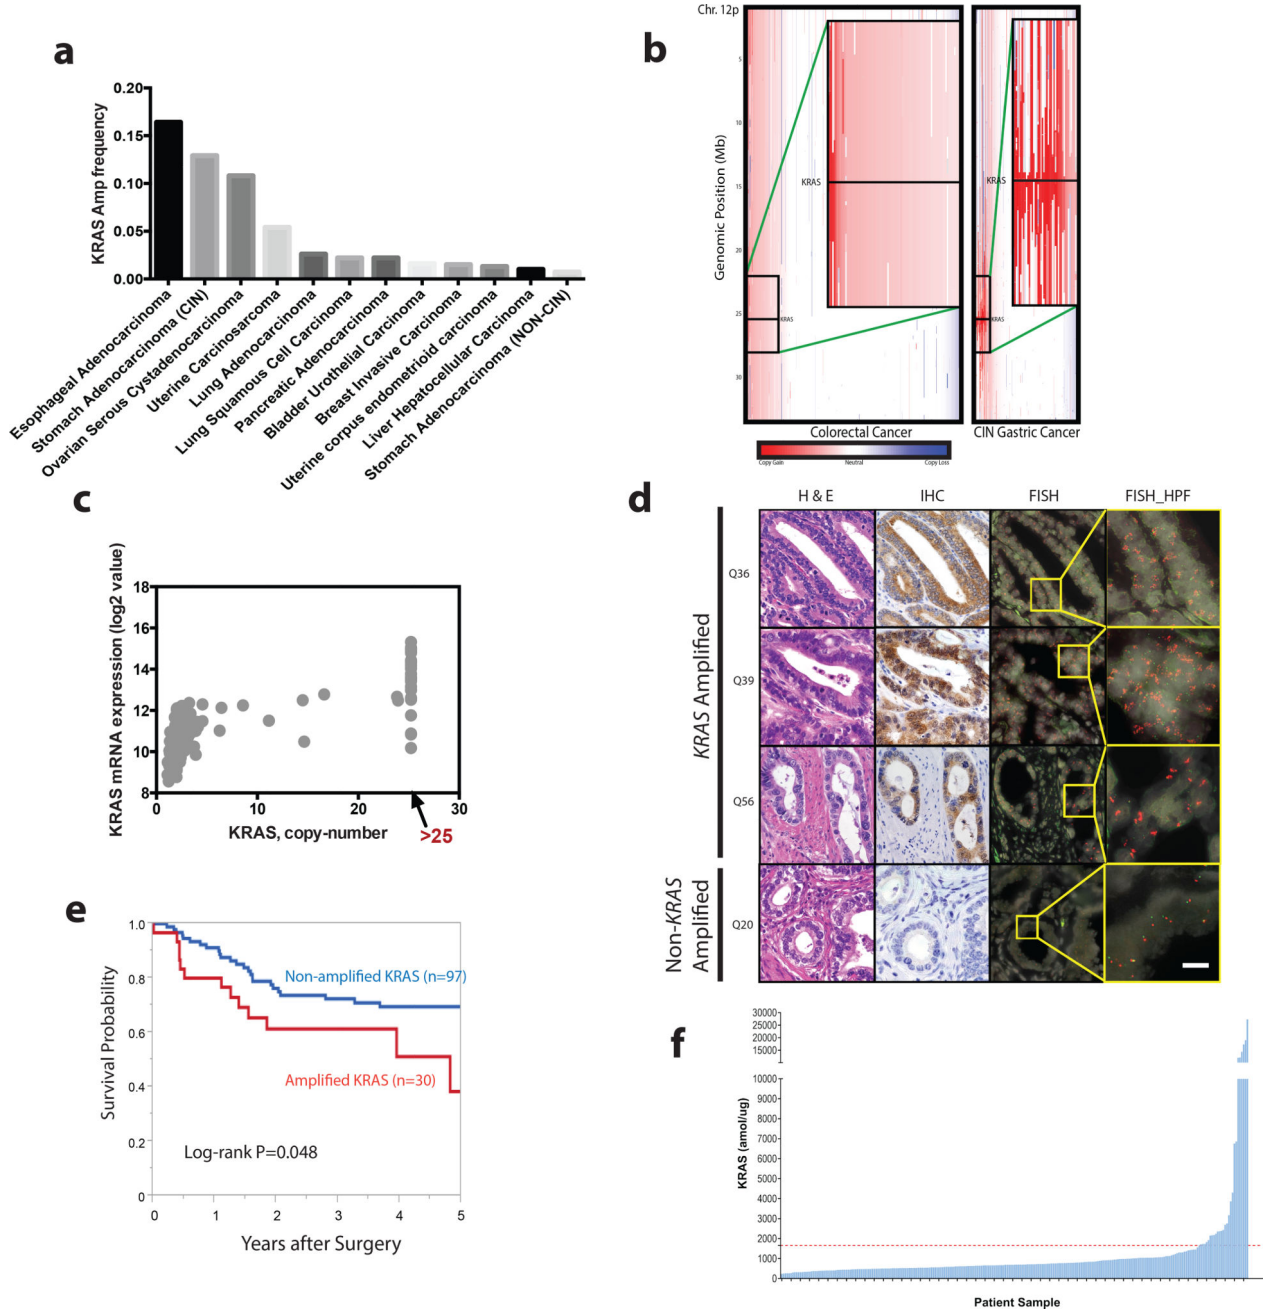 a
KRAS Amp frequency
0.20
0.15
0.10
0.05
0.00
Esophageal Adenocarcinoma
Stomach Adenocarcinoma (CIN)
Ovarian Serous Cystadenocarcinoma
Uterine Carcinosarcoma
Lung Adenocarcinoma
Lung Squamous Cell Carcinoma
Pancreatic Adenocarcinoma
Bladder Urothelial Carcinoma
Breast Invasive Carcinoma
Uterine corpus endometrioid carcinoma
Liver Hepatocellular Carcinoma
Stomach Adenocarcinoma (NON-CIN)
b
Chr. 12p
Genomic Position (Mb)
5
10
15
20
25
30
KRAS
KRAS
KRAS
KRAS
Colorectal Cancer
CIN Gastric Cancer
Copy Gain
Neutral
Copy Loss
c
KRAS mRNA expression (log2 value)
18
16
14
12
10
8
0
10
20
30
KRAS, copy-number
>25
d
H & E
IHC
FISH
FISH_HPF
KRAS Amplified
Q36
Q39
Q56
Non-KRAS
Amplified
Q20
e
Survival Probability
1.0
0.8
0.6
0.4
0.2
0
Non-amplified KRAS (n=97)
Amplified KRAS (n=30)
Log-rank P=0.048
0
1
2
3
4
5
Years after Surgery
f
KRAS (amol/ug)
30000
25000
20000
15000
10000
9000
8000
7000
6000
5000
4000
3000
2000
1000
0
Patient Sample